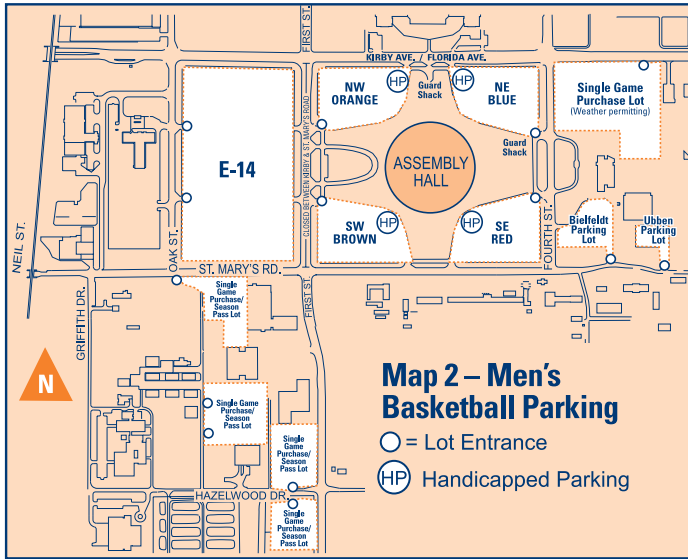 FIRST ST.
KIRBY AVE. / FLORIDA AVE.
NW
ORANGE
HP
Guard
Shack
HP
NE
BLUE
Single Game
Purchase Lot
(Weather permitting)
E-14
CLOSED BETWEEN KIRBY & ST. MARY'S ROAD
ASSEMBLY
HALL
Guard
Shack
SW
BROWN
HP
HP
SE
RED
FOURTH ST.
Bielfeldt
Parking
Lot
Ubben
Parking
Lot
NEIL ST.
OAK ST.
ST. MARY'S RD.
GRIFFITH DR.
FIRST ST.
Single Game
Purchase/
Season
Pass Lot
N
Single Game
Purchase/
Season
Pass Lot
Single
Game
Purchase/
Season
Pass Lot
HAZELWOOD DR.
Single
Game
Purchase/
Season
Pass Lot
Map 2 – Men's
Basketball Parking
= Lot Entrance
HP Handicapped Parking